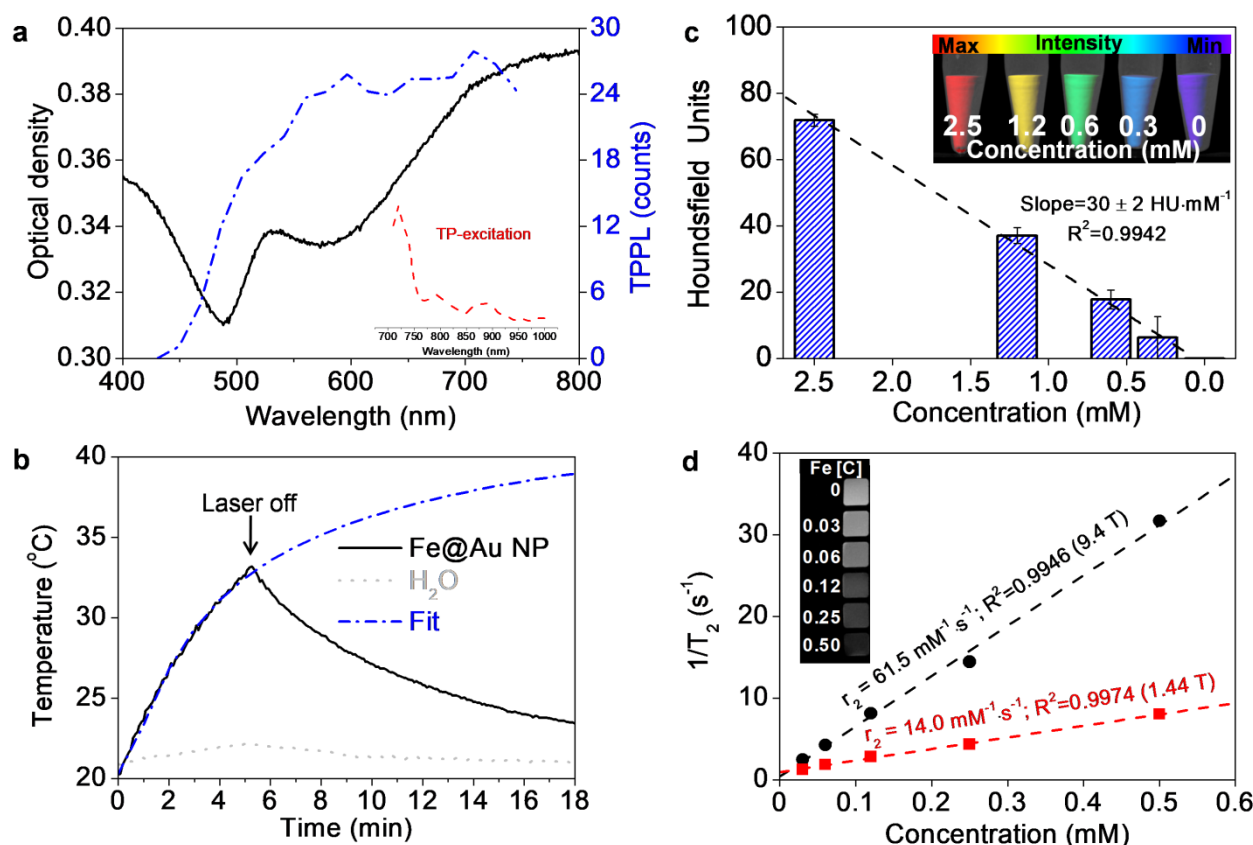 a
0.40
0.38
0.36
0.34
0.32
0.30
Optical density
30
24
18
12
6
0
TPPL (counts)
TP-excitation
700 750 800 850 900 950 1000
Wavelength (nm)
400 500 600 700 800
Wavelength (nm)
b
40
35
30
25
20
Temperature (°C)
Laser off
Fe@Au NP
H₂O
Fit
0 2 4 6 8 10 12 14 16 18
Time (min)
c
100
80
60
40
20
0
Houndsfield Units
Max Intensity Min
2.5 1.2 0.6 0.3 0
Concentration (mM)
Slope=30 ± 2 HU·mM⁻¹
R²=0.9942
2.5 2.0 1.5 1.0 0.5 0.0
Concentration (mM)
d
40
30
20
10
0
1/T₂ (s⁻¹)
Fe [C]
0
0.03
0.06
0.12
0.25
0.50
r₂ = 61.5 mM⁻¹·s⁻¹; R²=0.9946 (9.4 T)
r₂ = 14.0 mM⁻¹·s⁻¹; R²=0.9974 (1.44 T)
0.0 0.1 0.2 0.3 0.4 0.5 0.6
Concentration (mM)